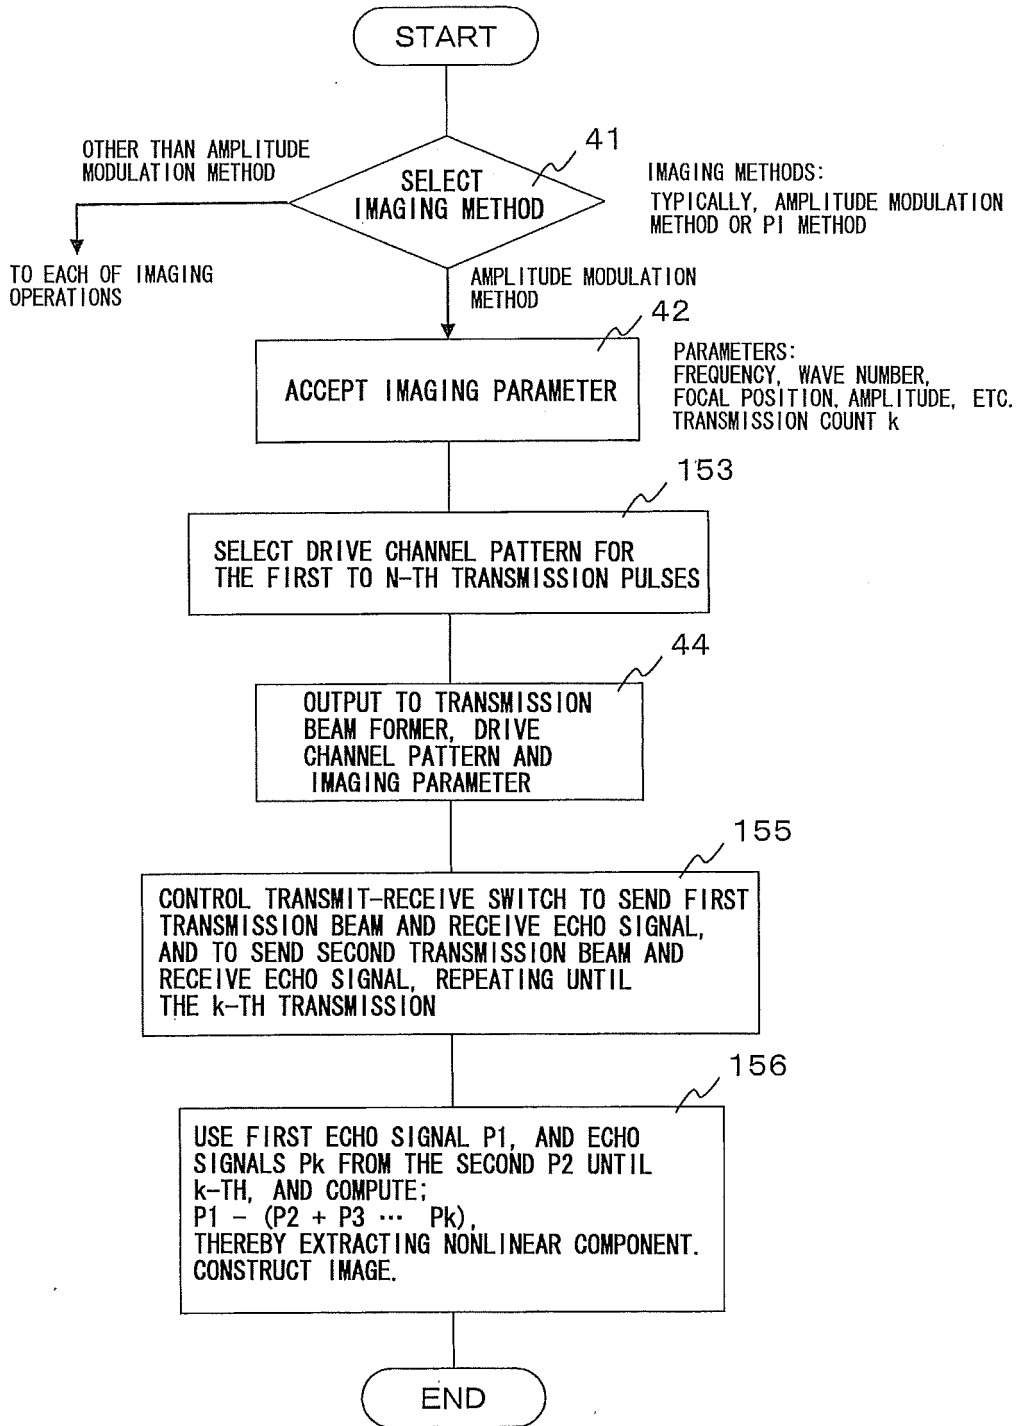 START
OTHER THAN AMPLITUDE
MODULATION METHOD
41
SELECT
IMAGING METHOD
IMAGING METHODS:
TYPICALLY, AMPLITUDE MODULATION
METHOD OR PI METHOD
TO EACH OF IMAGING
OPERATIONS
AMPLITUDE MODULATION
METHOD
42
ACCEPT IMAGING PARAMETER
PARAMETERS:
FREQUENCY, WAVE NUMBER,
FOCAL POSITION, AMPLITUDE, ETC.
TRANSMISSION COUNT k
153
SELECT DRIVE CHANNEL PATTERN FOR
THE FIRST TO N-TH TRANSMISSION PULSES
44
OUTPUT TO TRANSMISSION
BEAM FORMER, DRIVE
CHANNEL PATTERN AND
IMAGING PARAMETER
155
CONTROL TRANSMIT-RECEIVE SWITCH TO SEND FIRST
TRANSMISSION BEAM AND RECEIVE ECHO SIGNAL,
AND TO SEND SECOND TRANSMISSION BEAM AND
RECEIVE ECHO SIGNAL, REPEATING UNTIL
THE k-TH TRANSMISSION
156
USE FIRST ECHO SIGNAL P1, AND ECHO
SIGNALS Pk FROM THE SECOND P2 UNTIL
k-TH, AND COMPUTE;
P1 - (P2 + P3 … Pk),
THEREBY EXTRACTING NONLINEAR COMPONENT.
CONSTRUCT IMAGE.
END